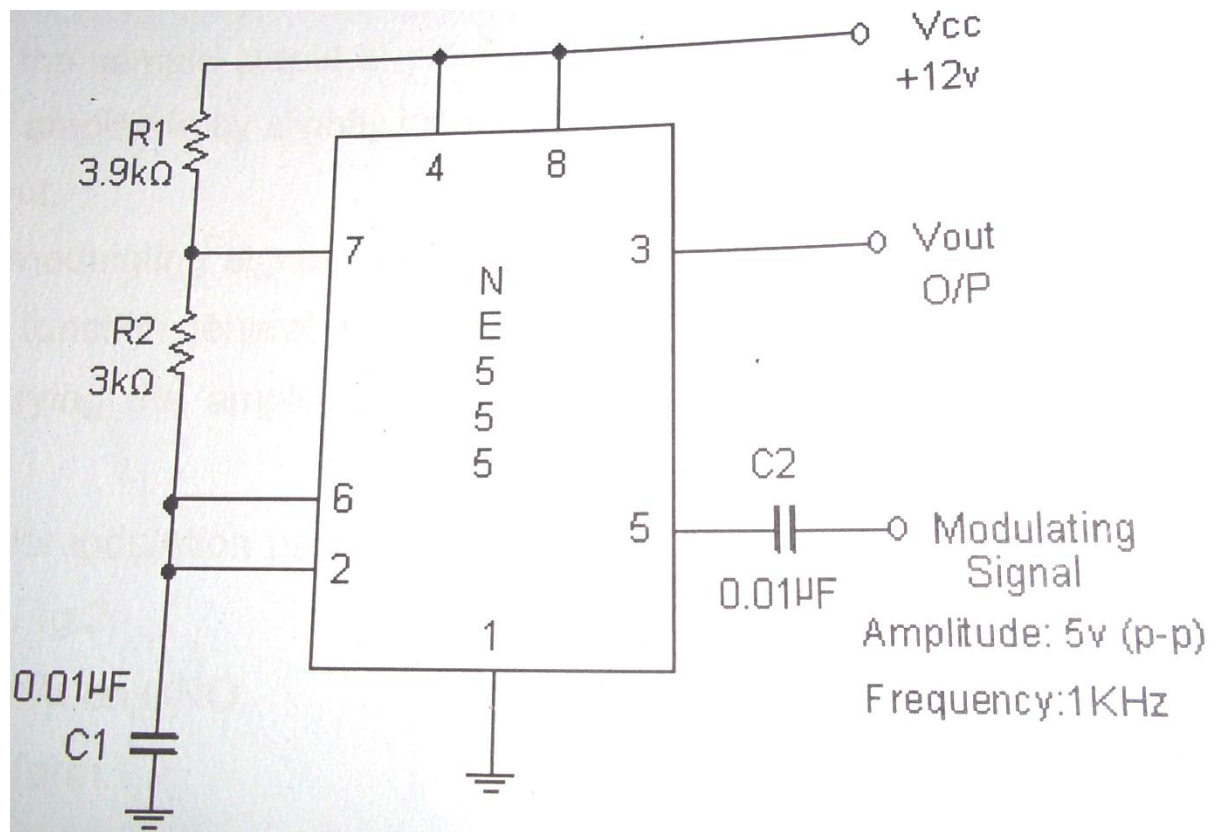 Vcc
+12v
R1
3.9kΩ
4
8
7
3
Vout
O/P
N
E
5
5
5
R2
3kΩ
6
5
2
C2
0.01µF
Modulating
Signal
Amplitude: 5v (p-p)
Frequency:1KHz
1
0.01µF
C1